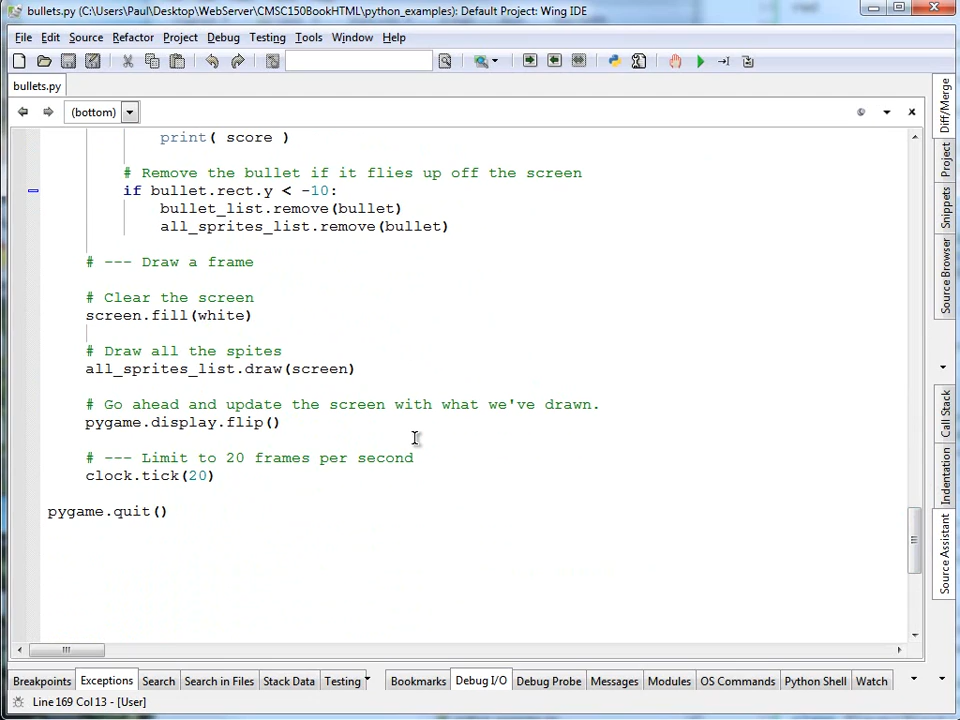 bullets.py (C:\Users\Paul\Desktop\WebServer\CMSC150BookHTML\python_examples): Default Project: Wing IDE
File Edit Source Refactor Project Debug Testing Tools Window Help
bullets.py
(bottom)
print( score )
# Remove the bullet if it flies up off the screen
if bullet.rect.y < -10:
bullet_list.remove(bullet)
all_sprites_list.remove(bullet)
# --- Draw a frame
# Clear the screen
screen.fill(white)
# Draw all the spites
all_sprites_list.draw(screen)
# Go ahead and update the screen with what we've drawn.
pygame.display.flip()
# --- Limit to 20 frames per second
clock.tick(20)
pygame.quit()
Diff/Merge
Project
Snippets
Source Browser
Call Stack
Indentation
Source Assistant
Breakpoints Exceptions Search Search in Files Stack Data Testing Bookmarks Debug I/O Debug Probe Messages Modules OS Commands Python Shell Watch
Line 169 Col 13 - [User]